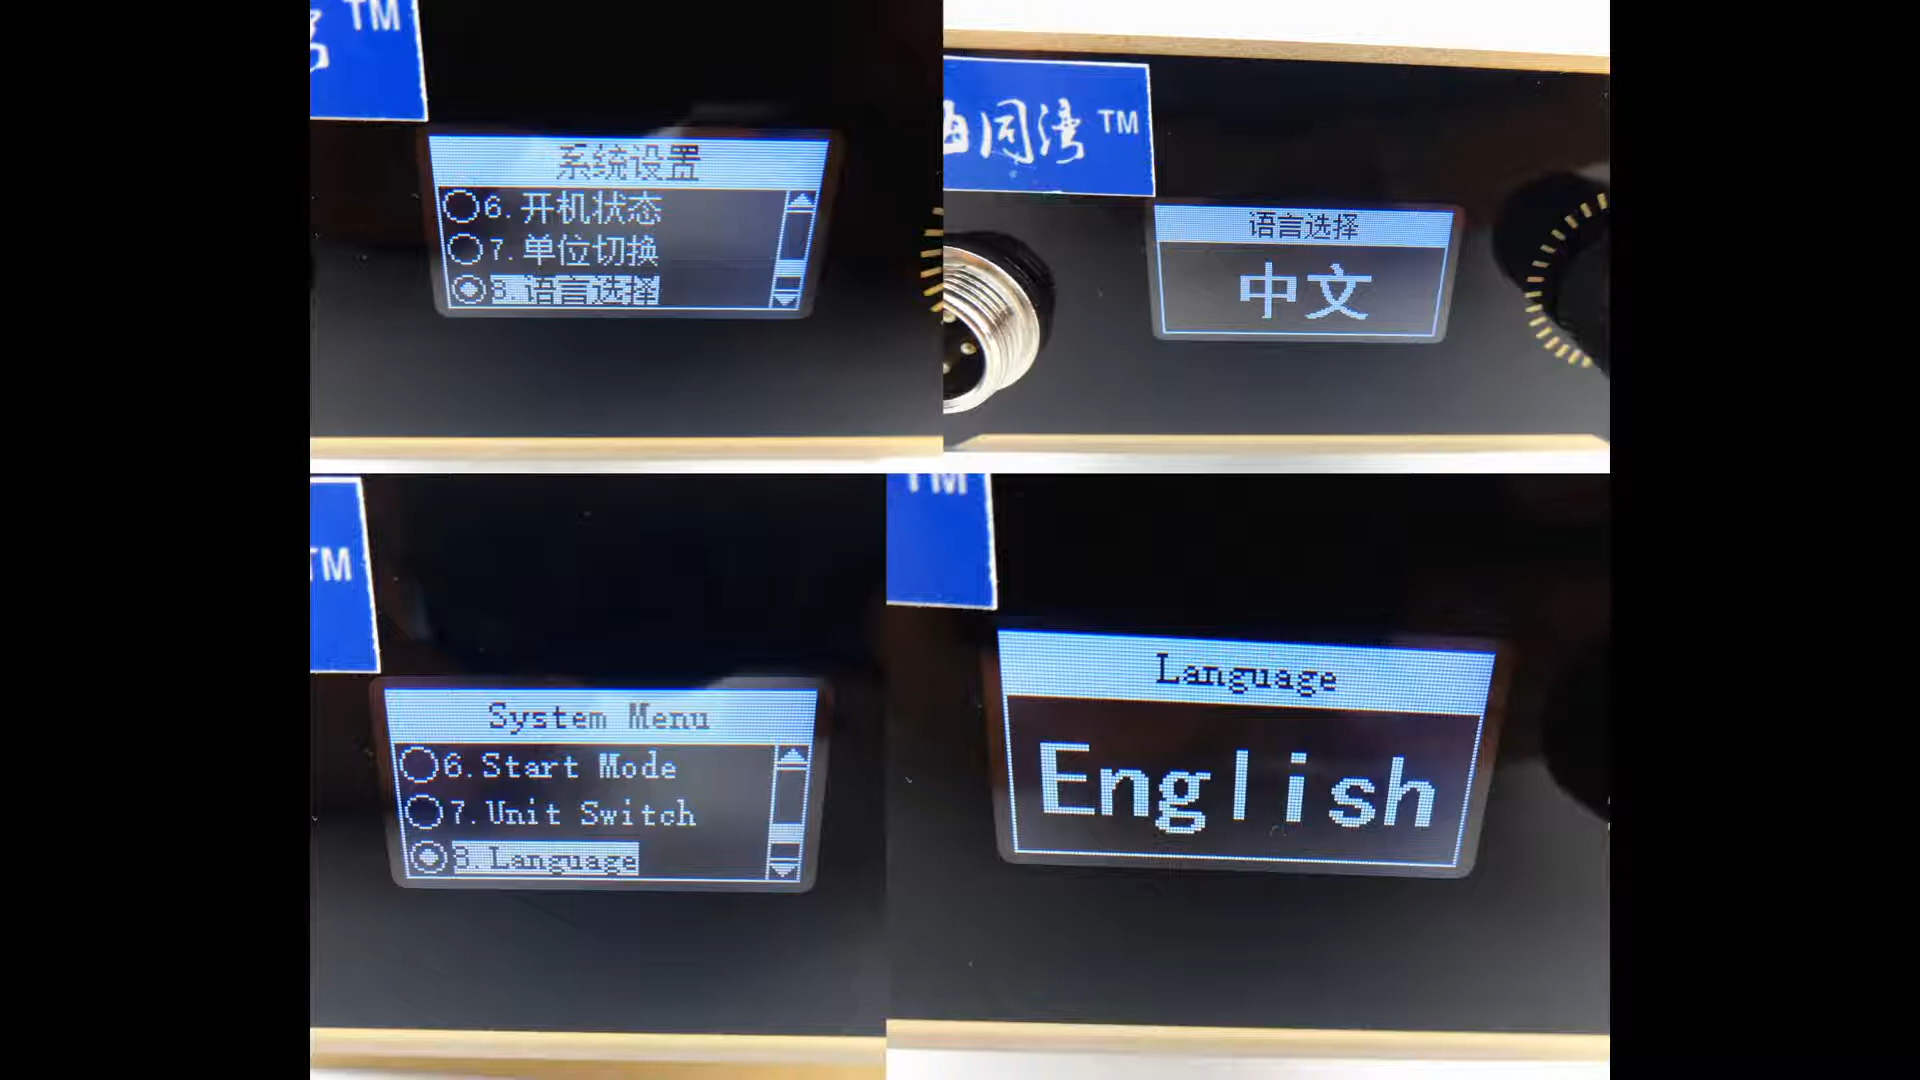 TM
系统设置
6.开机状态
7.单位切换
8.语言选择
同湾 TM
语言选择
中文
TM
System Menu
6.Start Mode
7.Unit Switch
8.Language
TM
Language
English